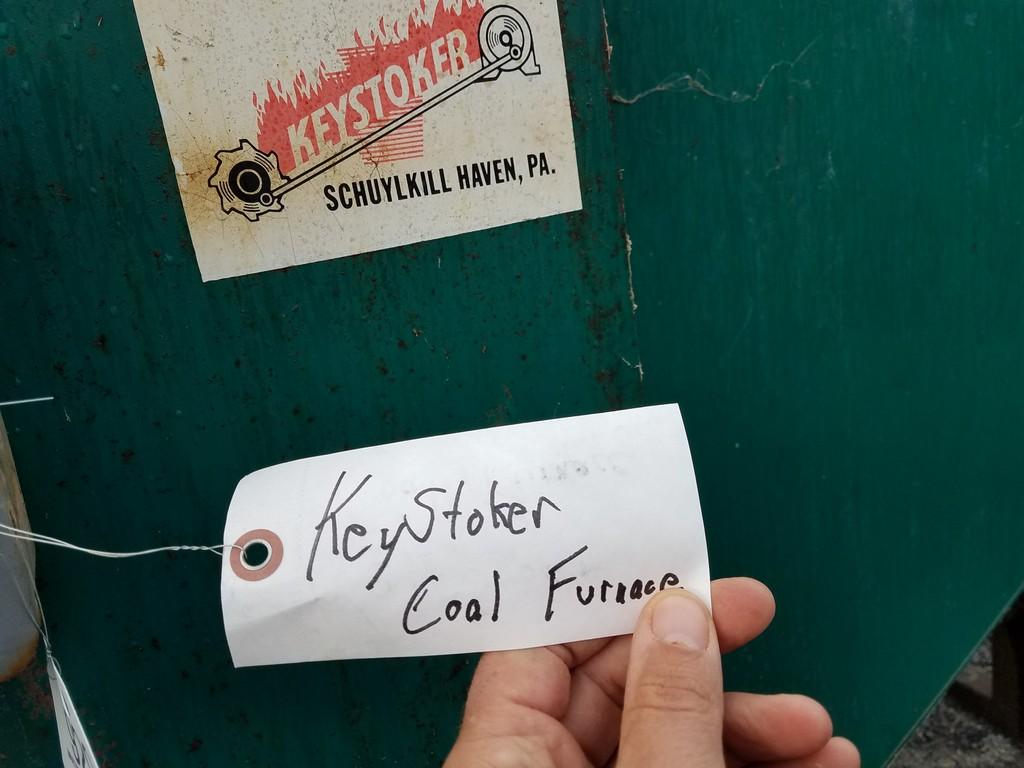 KEYSTOKER
SCHUYLKILL HAVEN, PA.
KeyStoker
Coal Furnace